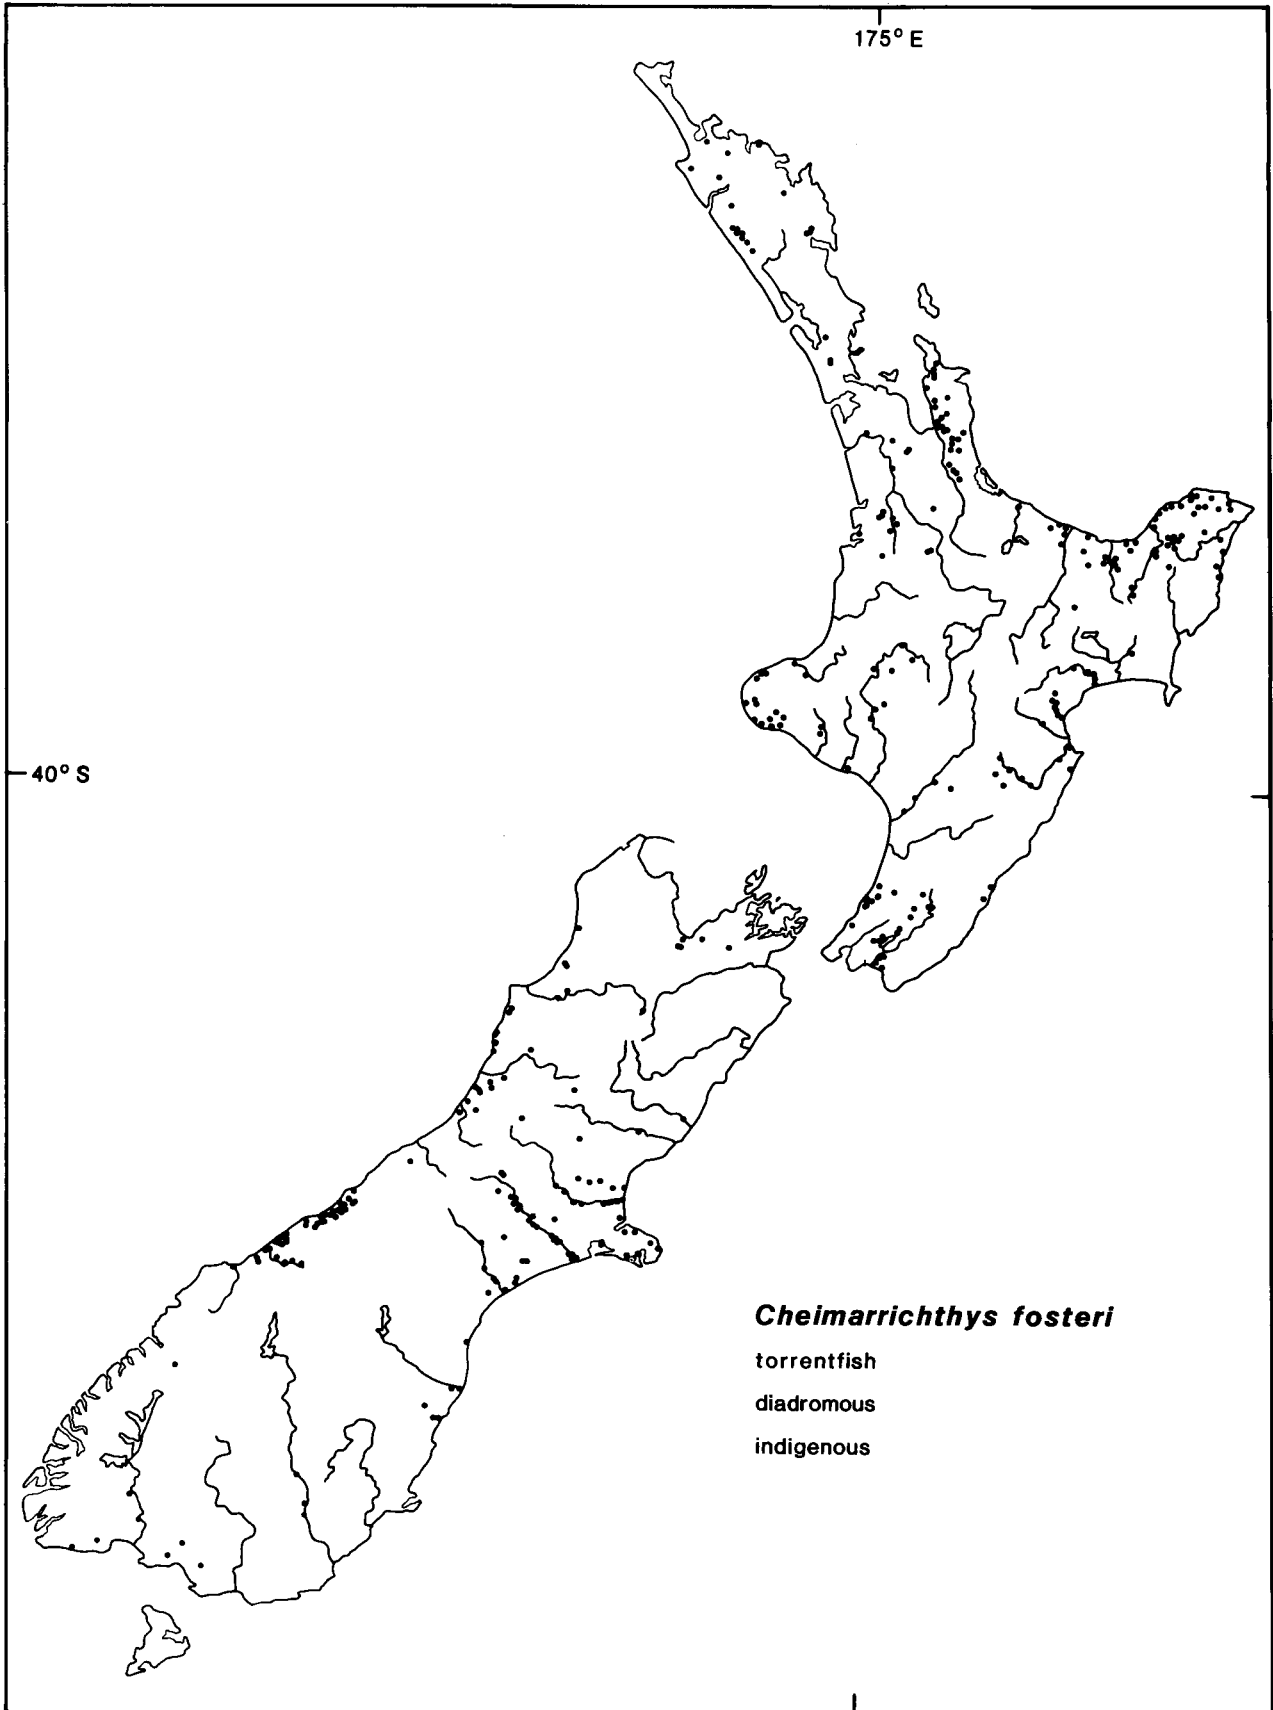 175° E
40° S
Cheimarrichthys fosteri
torrentfish
diadromous
indigenous